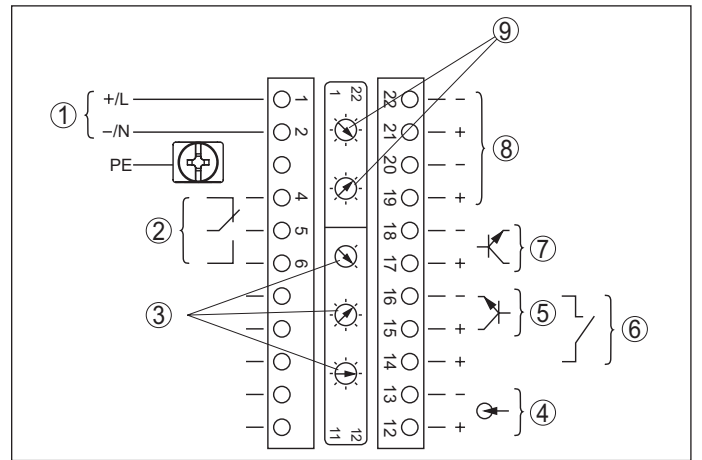 ⑨
① +/L 1 1 22 22 −
−/N 2 21 + ⑧
PE 20 −
4 19 +
② 5 18 − ⑦
6 17 +
③ 16 − ⑤ ⑥
15 +
14 +
13 − ④
11 12 12 +